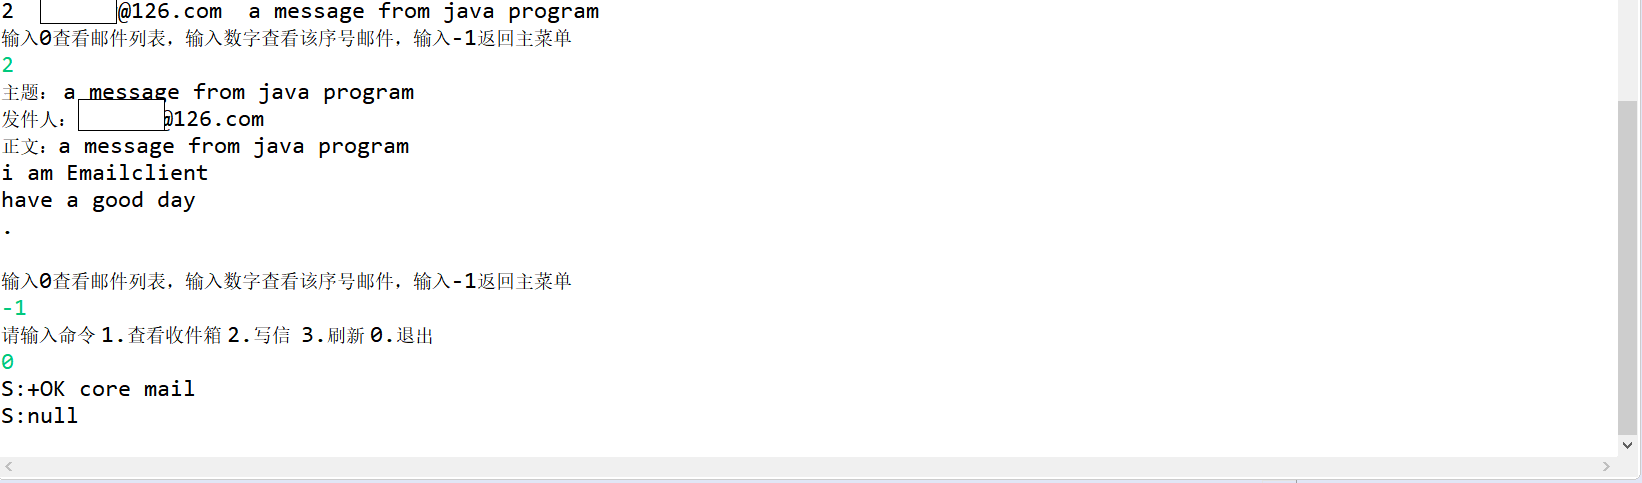 2 @126.com a message from java program
输入0查看邮件列表，输入数字查看该序号邮件，输入-1返回主菜单
2
主题：a message from java program
发件人：@126.com
正文：a message from java program
i am Emailclient
have a good day
.
输入0查看邮件列表，输入数字查看该序号邮件，输入-1返回主菜单
-1
请输入命令 1.查看收件箱 2.写信 3.刷新 0.退出
0
S:+OK core mail
S:null